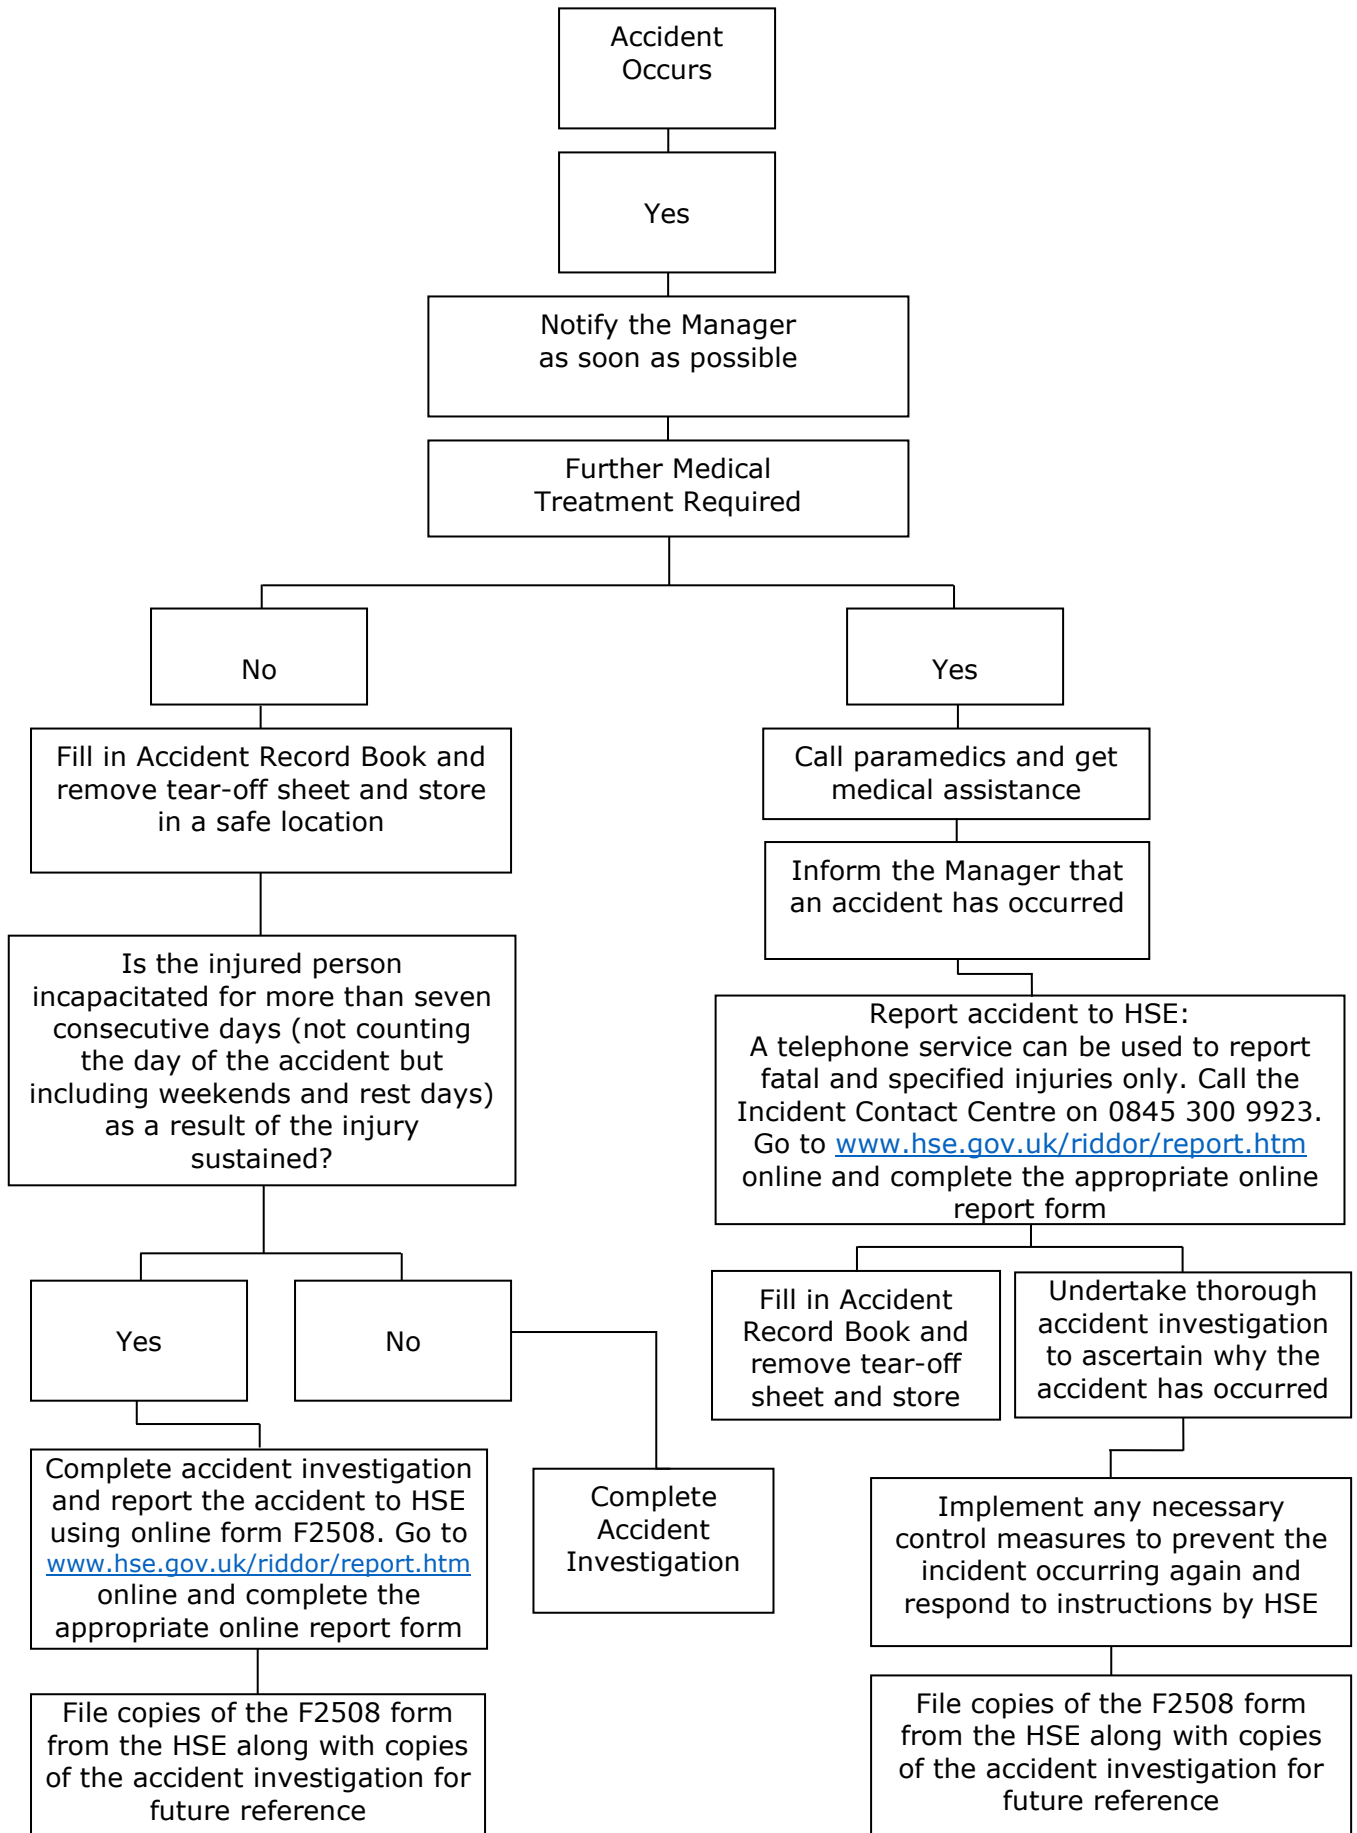 Accident
Occurs
Yes
Notify the Manager
as soon as possible
Further Medical
Treatment Required
No
Yes
Fill in Accident Record Book and
remove tear-off sheet and store
in a safe location
Call paramedics and get
medical assistance
Inform the Manager that
an accident has occurred
Is the injured person
incapacitated for more than seven
consecutive days (not counting
the day of the accident but
including weekends and rest days)
as a result of the injury
sustained?
Report accident to HSE:
A telephone service can be used to report
fatal and specified injuries only. Call the
Incident Contact Centre on 0845 300 9923.
Go to www.hse.gov.uk/riddor/report.htm
online and complete the appropriate online
report form
Yes
No
Fill in Accident
Record Book and
remove tear-off
sheet and store
Undertake thorough
accident investigation
to ascertain why the
accident has occurred
Complete accident investigation
and report the accident to HSE
using online form F2508. Go to
www.hse.gov.uk/riddor/report.htm
online and complete the
appropriate online report form
Complete
Accident
Investigation
Implement any necessary
control measures to prevent the
incident occurring again and
respond to instructions by HSE
File copies of the F2508 form
from the HSE along with copies
of the accident investigation for
future reference
File copies of the F2508 form
from the HSE along with copies
of the accident investigation for
future reference